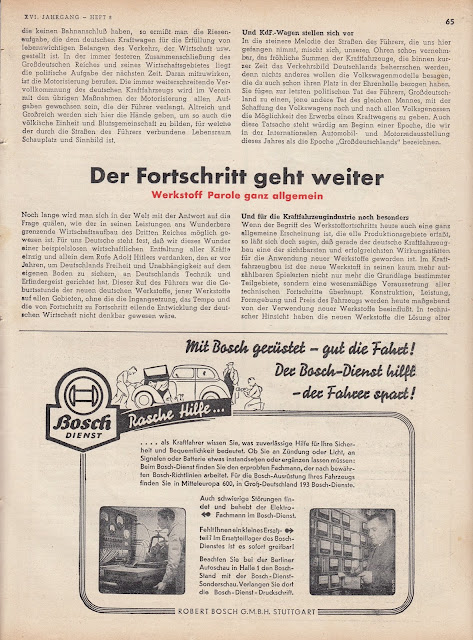 XVI. JAHRGANG – HEFT 8
65
die keinen Bahnanschluß haben, so ermißt man die Riesen-
aufgabe, die dem deutschen Kraftwagen für die Erfüllung von
lebenswichtigen Belangen des Verkehrs, der Wirtschaft usw.
gestellt ist. In der immer festeren Zusammenschließung des
Großdeutschen Reiches und seines Wirtschaftsgebietes liegt
die politische Aufgabe der nächsten Zeit. Daran mitzuwirken,
ist die Motorisierung berufen. Die immer weiterschreitende Ver-
vollkommnung des deutschen Kraftwagens wird im Verein
mit den übrigen Maßnahmen der Motorisierung allen Auf-
gaben gewachsen sein, die der Führer verlangt. Altreich und
Großreich werden sich hier die Hände geben, um so auch die
völkische Einheit und Blutsgemeinschaft zu bilden, für welche
der durch die Straßen des Führers verbundene Lebensraum
Schauplatz und Sinnbild ist.
Und KdF.-Wagen stellen sich vor
In die steinerne Melodie der Straßen des Führers, die uns hier
gefangen nimmt, mischt sich, unseren Ohren schon vernehm-
bar, das fröhliche Summen der Kraftfahrzeuge, die binnen kur-
zer Zeit das Verkehrsbild Deutschlands beherrschen werden,
denn nichts anderes wollen die Volkswagenmodelle besagen,
die da auch schon ihren Platz in der Ehrenhalle bezogen haben.
Sie fügen zur letzten politischen Tat des Führers, Großdeutsch-
land zu einen, jene andere Tat des gleichen Mannes, mit der
Schaffung des Volkswagens nach und nach allen Volksgenossen
die Möglichkeit des Erwerbs eines Kraftwagens zu geben. Auch
diese Tatsache steht würdig am Beginn einer Epoche, die wir
in der Internationalen Automobil- und Motorradausstellung
dieses Jahres als die Epoche „Großdeutschlands" bezeichnen.
Der Fortschritt geht weiter
Werkstoff Parole ganz allgemein
Noch lange wird man sich in der Welt mit der Antwort auf die
Frage quälen, wie der in seinen Leistungen ans Wunderbare
grenzende Wirtschaftsaufbau des Dritten Reiches möglich ge-
wesen ist. Für uns Deutsche steht fest, daß wir dieses Wunder
einer beispiellosen wirtschaftlichen Entfaltung aller Kräfte
einzig und allein dem Rufe Adolf Hitlers verdanken, den er vor
Jahren, um Deutschlands Freiheit und Unabhängigkeit auf dem
eigenen Boden zu sichern, an Deutschlands Technik und
Erfindergeist gerichtet hat. Dieser Ruf des Führers war die Ge-
burtsstunde der neuen deutschen Werkstoffe, jener Werkstoffe
auf allen Gebieten, ohne die die Ingangsetzung, das Tempo und
die von Fortschritt zu Fortschritt eilende Entwicklung der deut-
schen Wirtschaft nicht denkbar gewesen wäre.
Und für die Kraftfahrzeugindustrie noch besonders
Wenn der Begriff des Werkstoffortschritts heute auch eine ganz
allgemeine Erscheinung ist, die alle Produktionsgebiete erfaßt,
so läßt sich doch sagen, daß gerade der deutsche Kraftfahrzeug-
bau eine der sichtbarsten und erfolgreichsten Wirkungsstätten
für die Anwendung neuer Werkstoffe geworden ist. Im Kraft-
fahrzeugbau ist der neue Werkstoff in seinen kaum mehr auf-
zählbaren Spielarten nicht nur mehr die Grundlage bestimmter
Teilgebiete, sondern eine wesensmäßige Voraussetzung aller
technischen Fortschritte überhaupt. Konstruktion, Leistung,
Formgebung und Preis des Fahrzeugs werden heute maßgebend
von der Verwendung neuer Werkstoffe beeinflußt. In techni-
scher Hinsicht haben die neuen Werkstoffe die Lösung aller
Mit Bosch gerüstet – gut die Fahrt!
Der Bosch-Dienst hilft
– der Fahrer spart!
Bosch
DIENST
Rasche Hilfe...
.... als Kraftfahrer wissen Sie, was zuverlässige Hilfe für Ihre Sicher-
heit und Bequemlichkeit bedeutet. Ob Sie an Zündung oder Licht, an
Signalen oder Batterie etwas instandsetzen oder ergänzen lassen müssen:
Beim Bosch-Dienst finden Sie den erprobten Fachmann, der nach bewähr-
ten Bosch-Richtlinien arbeitet. Für die Bosch-Ausrüstung Ihres Fahrzeugs
finden Sie in Mitteleuropa 600, in Groß-Deutschland 193 Bosch-Dienste.
Auch schwierige Störungen fin-
det und behebt der Elektro-
Fachmann im Bosch-Dienst.
Fehlt Ihnen ein kleines Ersatz-
teil? Im Ersatzteillager des Bosch-
Dienstes ist es sofort greifbar!
Beachten Sie bei der Berliner
Autoschau in Halle 1 den Bosch-
Stand mit der Bosch-Dienst-
Sonderschau. Verlangen Sie dort
die Bosch-Dienst-Druckschrift.
ROBERT BOSCH G.M.B.H. STUTTGART